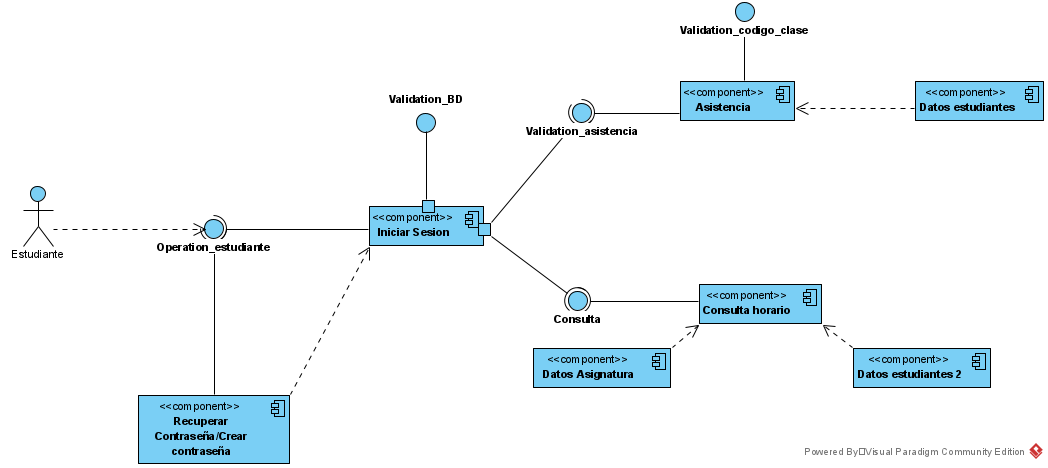 Validation_codigo_clase
<<component>>
Asistencia
<<component>>
Datos estudiantes
Validation_BD
Validation_asistencia
<<component>>
Iniciar Sesion
Estudiante
Operation_estudiante
<<component>>
Consulta horario
Consulta
<<component>>
Datos Asignatura
<<component>>
Datos estudiantes 2
<<component>>
Recuperar
Contraseña/Crear
contraseña
Powered By Visual Paradigm Community Edition